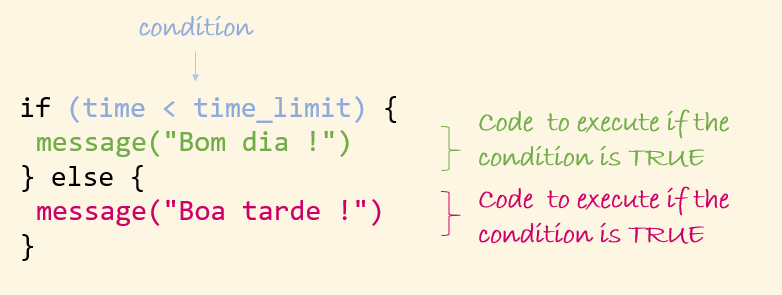 condition
if (time < time_limit) {
message("Bom dia !")
} else {
message("Boa tarde !")
}
Code to execute if the
condition is TRUE
Code to execute if the
condition is TRUE